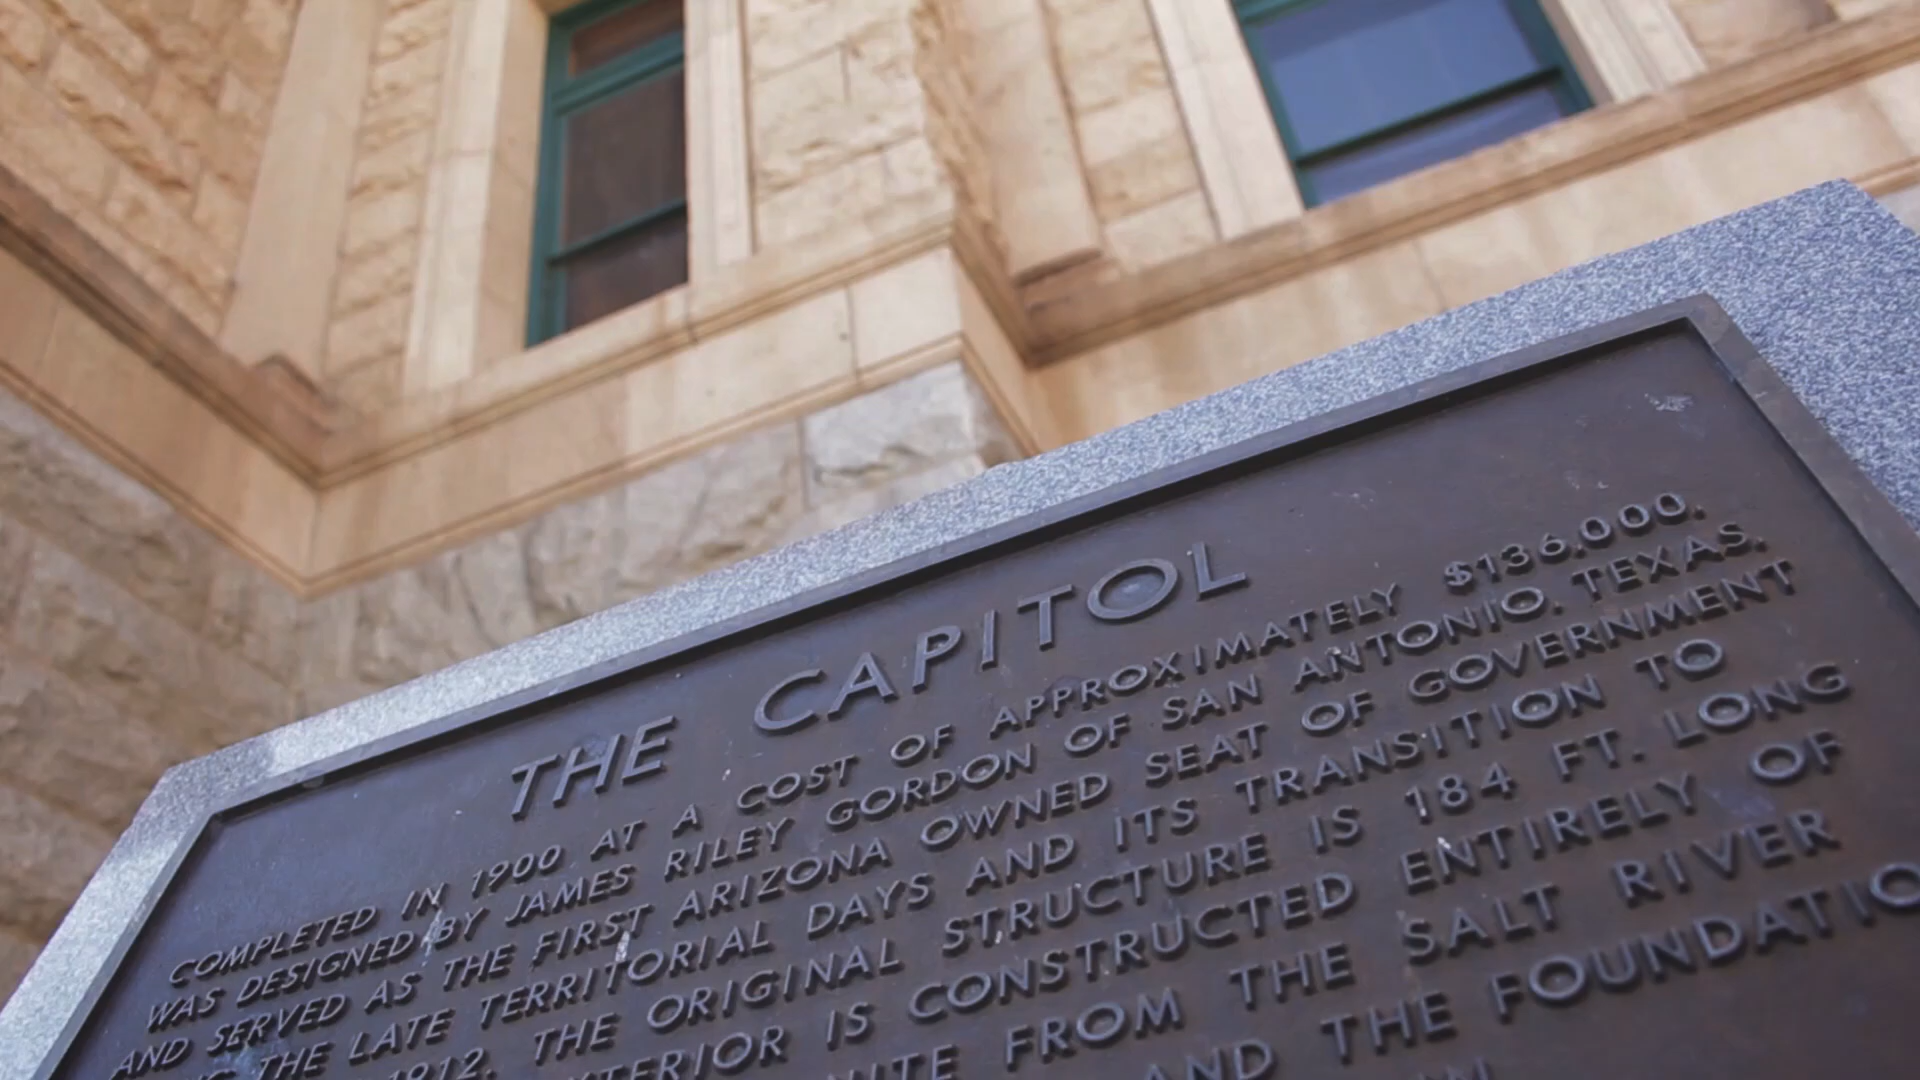 THE CAPITOL
COMPLETED IN 1900 AT A COST OF APPROXIMATELY $136,000.
WAS DESIGNED BY JAMES RILEY GORDON OF SAN ANTONIO, TEXAS,
AND SERVED AS THE FIRST ARIZONA OWNED SEAT OF GOVERNMENT
THE LATE TERRITORIAL DAYS AND ITS TRANSITION TO
1912. THE ORIGINAL STRUCTURE IS 184 FT. LONG
IS CONSTRUCTED ENTIRELY OF
FROM THE SALT RIVER
AND THE